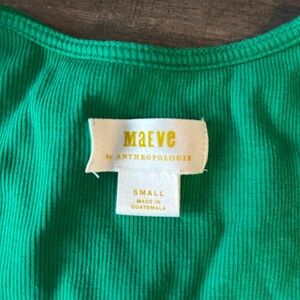 MaEVe
by ANTHROPOLOGIE
SMALL
MADE IN
GUATEMALA